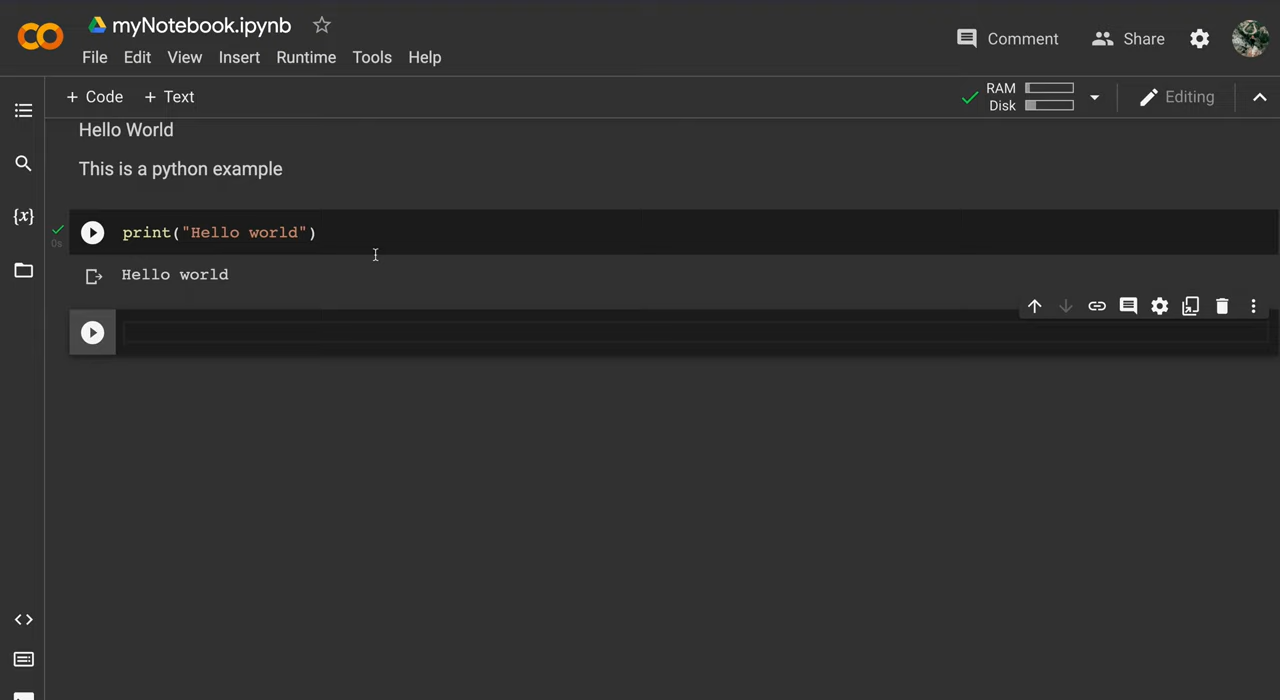 myNotebook.ipynb
File Edit View Insert Runtime Tools Help
Comment Share
+ Code + Text
RAM
Disk
Editing
Hello World
This is a python example
{x}
0s
print("Hello world")
Hello world